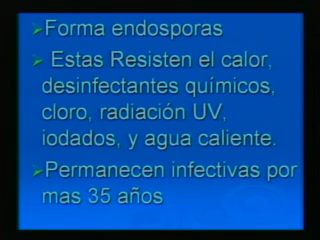 Forma endosporas
Estas Resisten el calor,
desinfectantes químicos,
cloro, radiación UV,
iodados, y agua caliente.
Permanecen infectivas por
mas 35 años